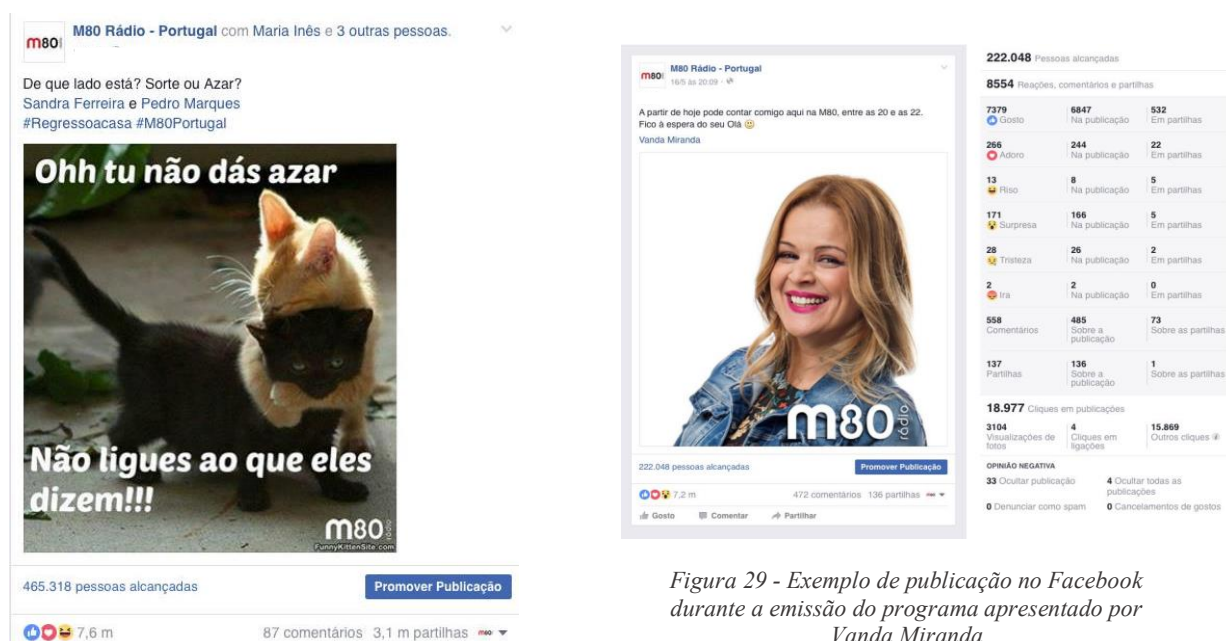 m80
M80 Rádio - Portugal com Maria Inês e 3 outras pessoas.
De que lado está? Sorte ou Azar?
Sandra Ferreira e Pedro Marques
#Regressoacasa #M80Portugal
Ohh tu não dás azar
Não ligues ao que eles
dizem!!!
m80 rádio
FunnyKittenSite.com
465.318 pessoas alcançadas
Promover Publicação
7,6 m
87 comentários 3,1 m partilhas
m80
M80 Rádio - Portugal
16/5 às 20:09
A partir de hoje pode contar comigo aqui na M80, entre as 20 e as 22.
Fico à espera do seu Olá
Vanda Miranda
m80 rádio
222.048 pessoas alcançadas
Promover Publicação
7,2 m
472 comentários 136 partilhas
Gosto Comentar Partilhar
222.048 Pessoas alcançadas
8554 Reações, comentários e partilhas
7379 6847 532
Gosto Na publicação Em partilhas
266 244 22
Adoro Na publicação Em partilhas
13 8 5
Riso Na publicação Em partilhas
171 166 5
Surpresa Na publicação Em partilhas
28 26 2
Tristeza Na publicação Em partilhas
2 2 0
Ira Na publicação Em partilhas
558 485 73
Comentários Sobre a Sobre as partilhas
publicação
137 136 1
Partilhas Sobre a Sobre as partilhas
publicação
18.977 Cliques em publicações
3104 4 15.869
Visualizações de Cliques em Outros cliques
fotos ligações
OPINIÃO NEGATIVA
33 Ocultar publicação 4 Ocultar todas as
publicações
0 Denunciar como spam 0 Cancelamentos de gostos
Figura 29 - Exemplo de publicação no Facebook
durante a emissão do programa apresentado por
Vanda Miranda